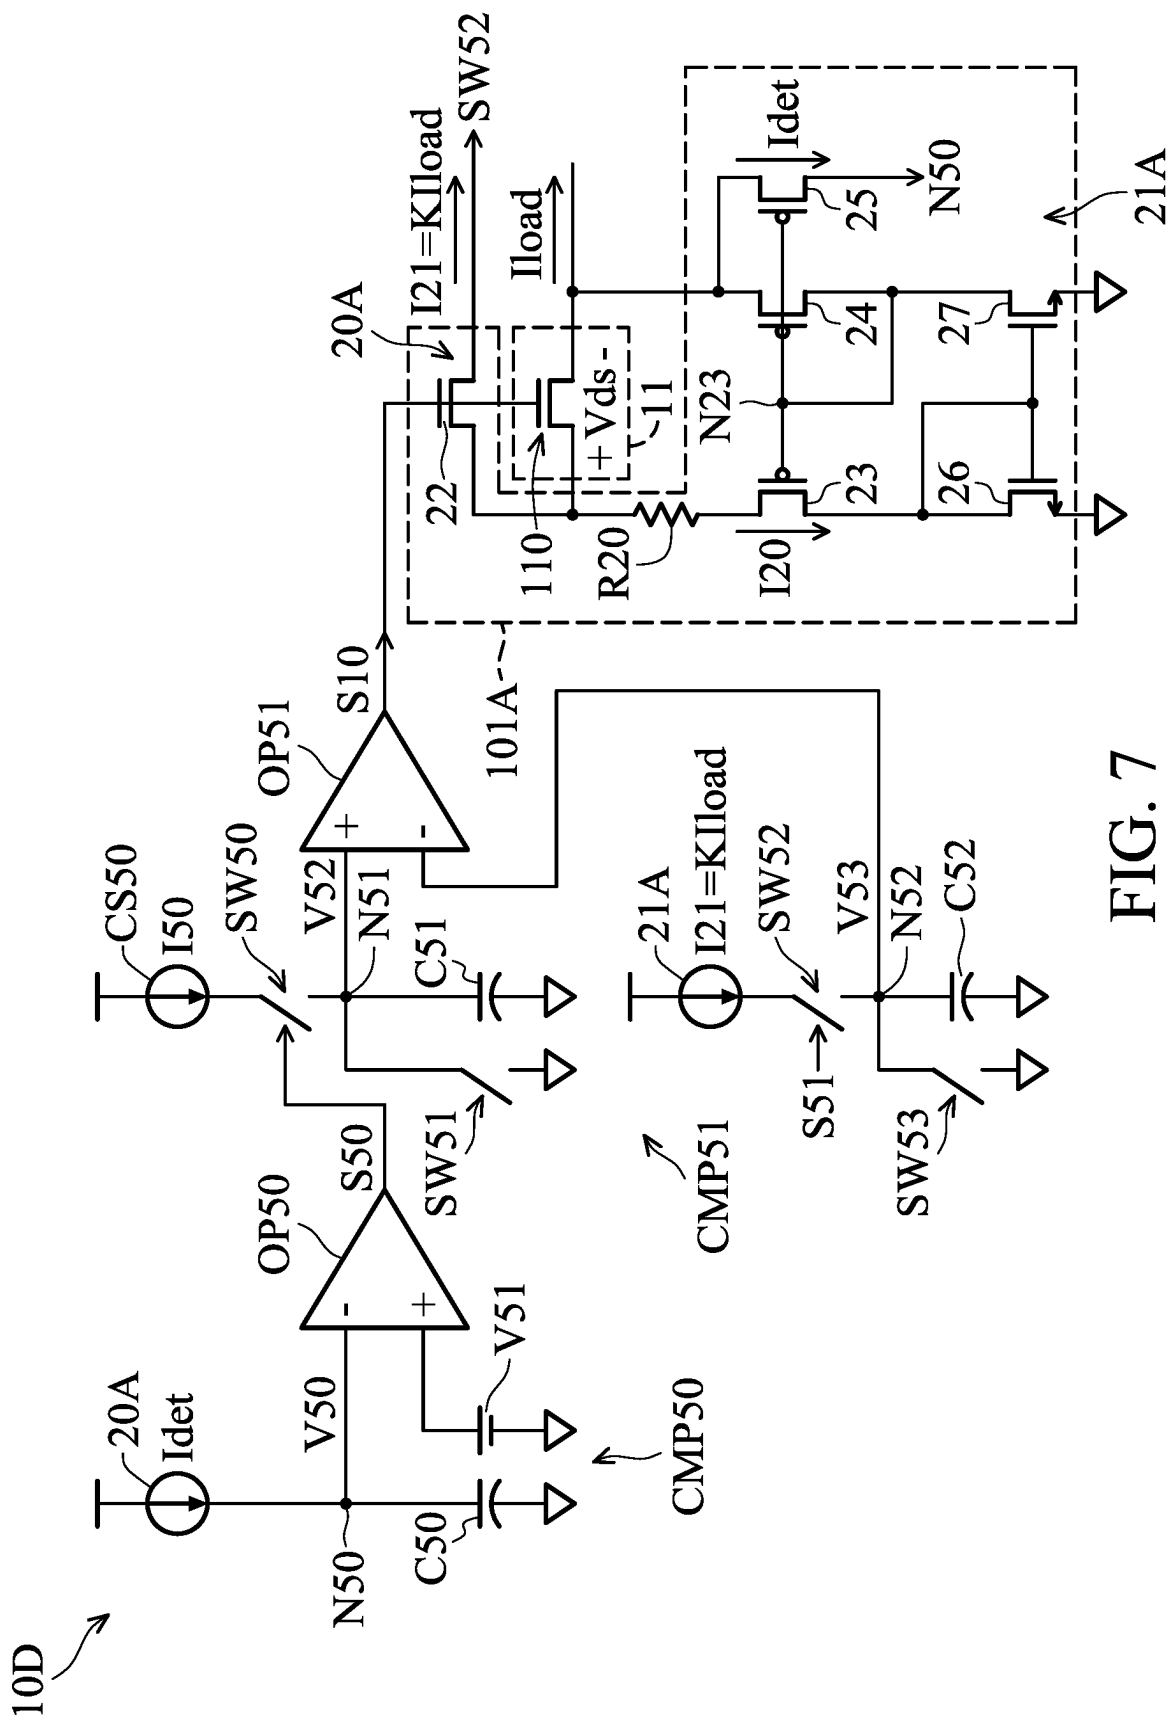 10D
20A
Idet
N50
V50
C50
OP50
-
+
V51
CMP50
S50
CS50
I50
SW50
V52
N51
C51
SW51
CMP51
OP51
+
-
S10
21A
I21=KIload
SW52
S51
V53
N52
C52
SW53
101A
20A
I21=KIload
SW52
22
110
+ Vds -
11
Iload
R20
I20
N23
23
24
25
Idet
N50
26
27
21A
FIG. 7